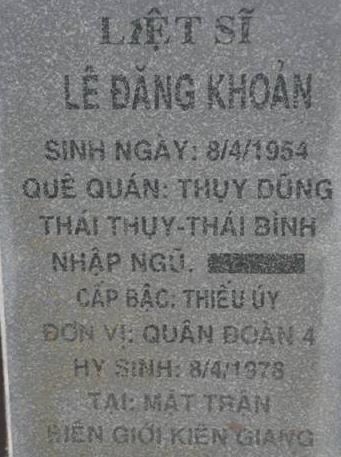 LIỆT SĨ
LÊ ĐĂNG KHOẢN
SINH NGÀY: 8/4/1954
QUÊ QUÁN: THỤY DŨNG
THÁI THỤY-THÁI BÌNH
NHẬP NGŨ.
CẤP BẬC: THIẾU ÚY
ĐƠN VỊ: QUÂN ĐOÀN 4
HY SINH: 8/4/1978
TẠI: MẶT TRẬN
BIÊN GIỚI KIÊN GIANG